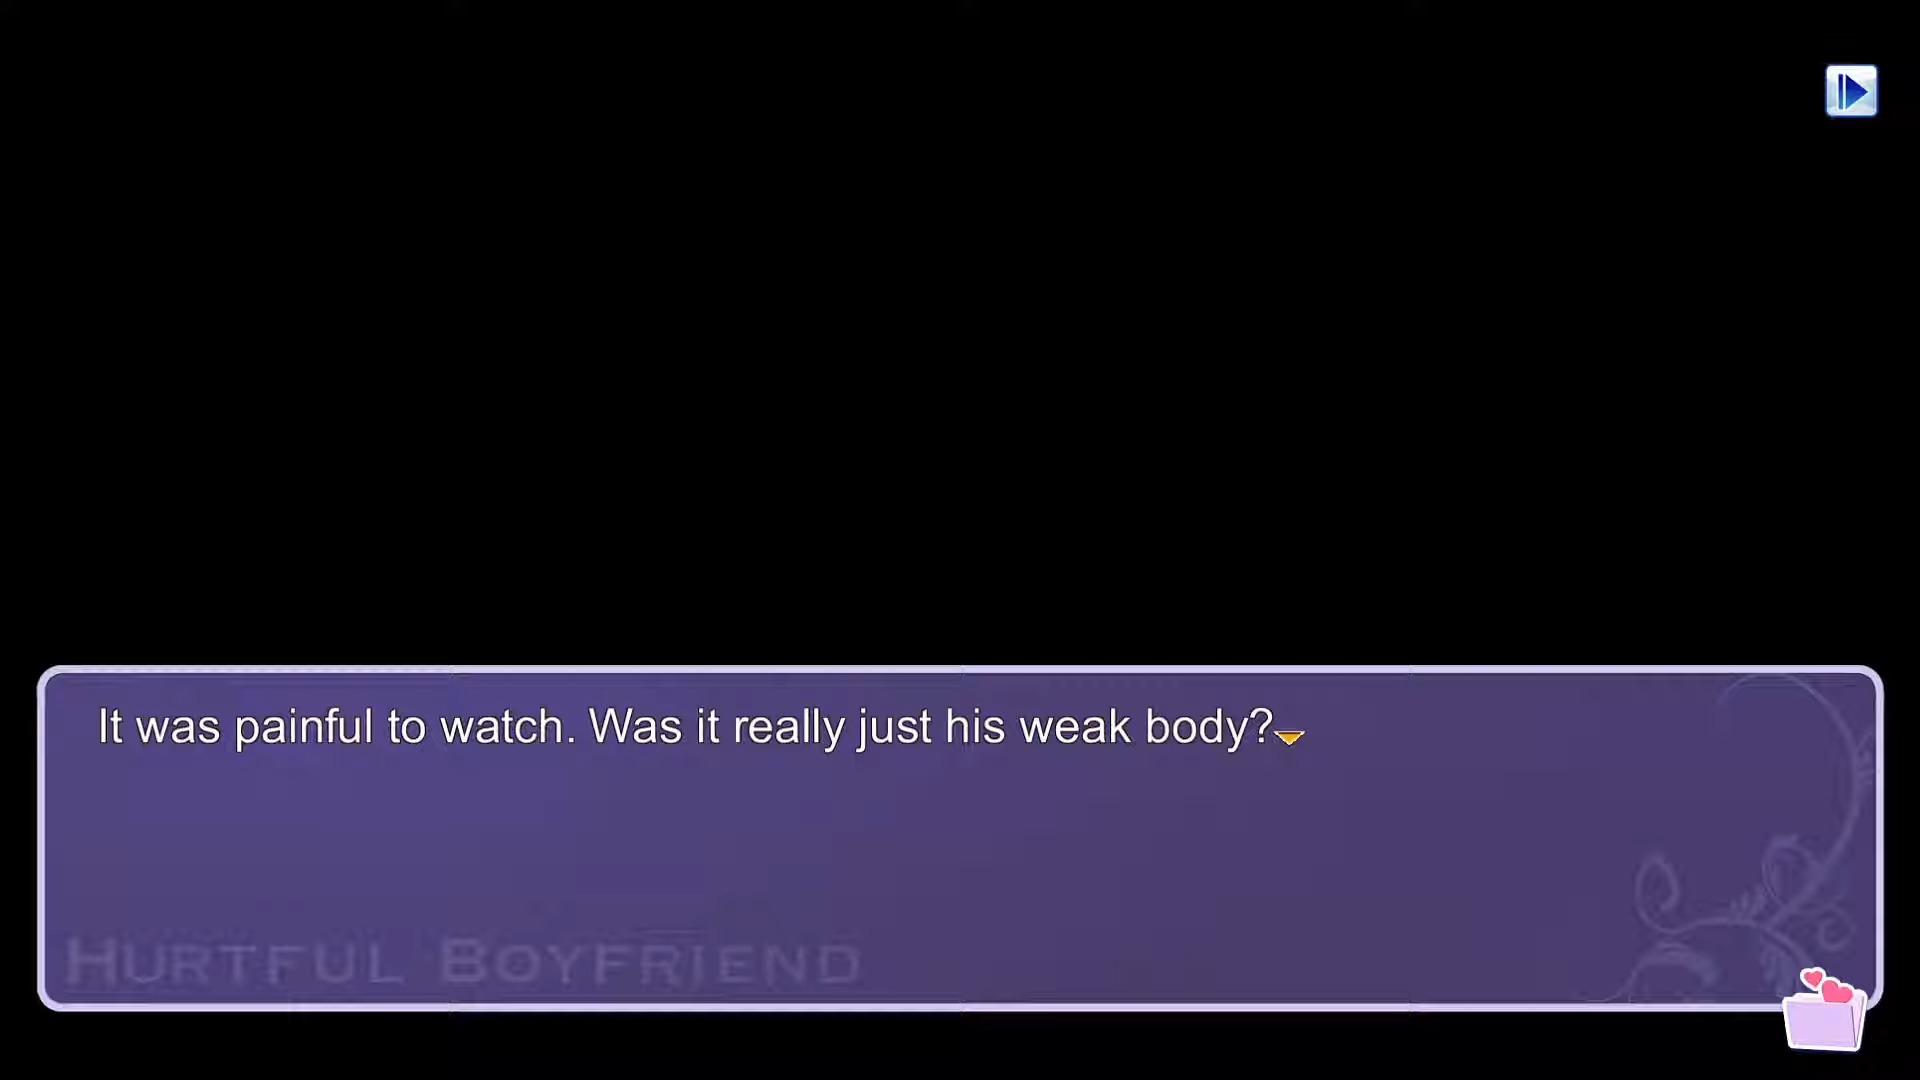 It was painful to watch. Was it really just his weak body?
HURTFUL BOYFRIEND